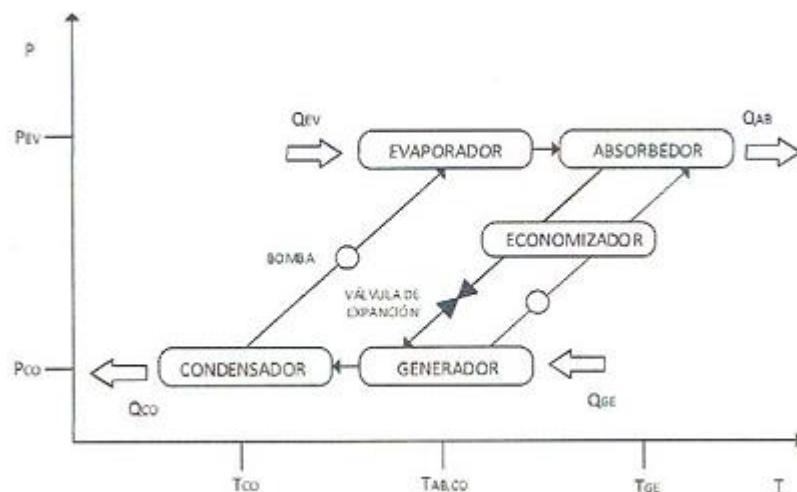 P
PEV
QEV
EVAPORADOR
ABSORBEDOR
QAB
ECONOMIZADOR
BOMBA
VÁLVULA DE
EXPANCIÓN
PCO
QCO
CONDENSADOR
GENERADOR
QGE
TCO
TAB,CO
TGE
T